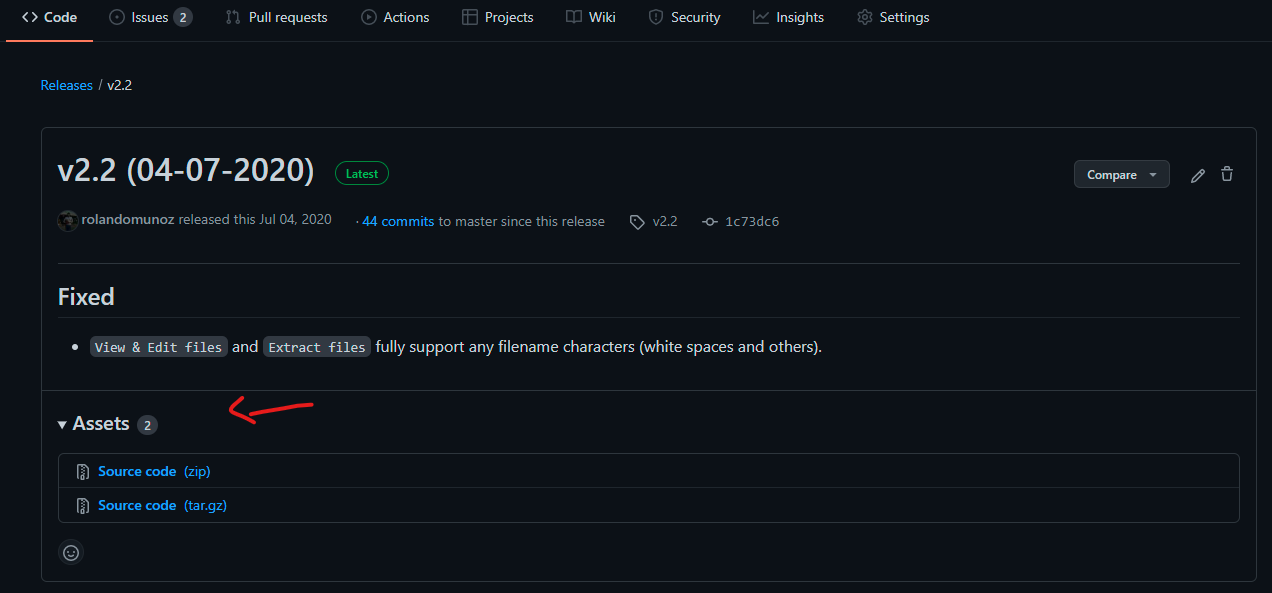 Code Issues 2 Pull requests Actions Projects Wiki Security Insights Settings
Releases / v2.2
v2.2 (04-07-2020) Latest Compare
rolandomunoz released this Jul 04, 2020 · 44 commits to master since this release v2.2 1c73dc6
Fixed
• View & Edit files and Extract files fully support any filename characters (white spaces and others).
Assets 2
Source code (zip)
Source code (tar.gz)